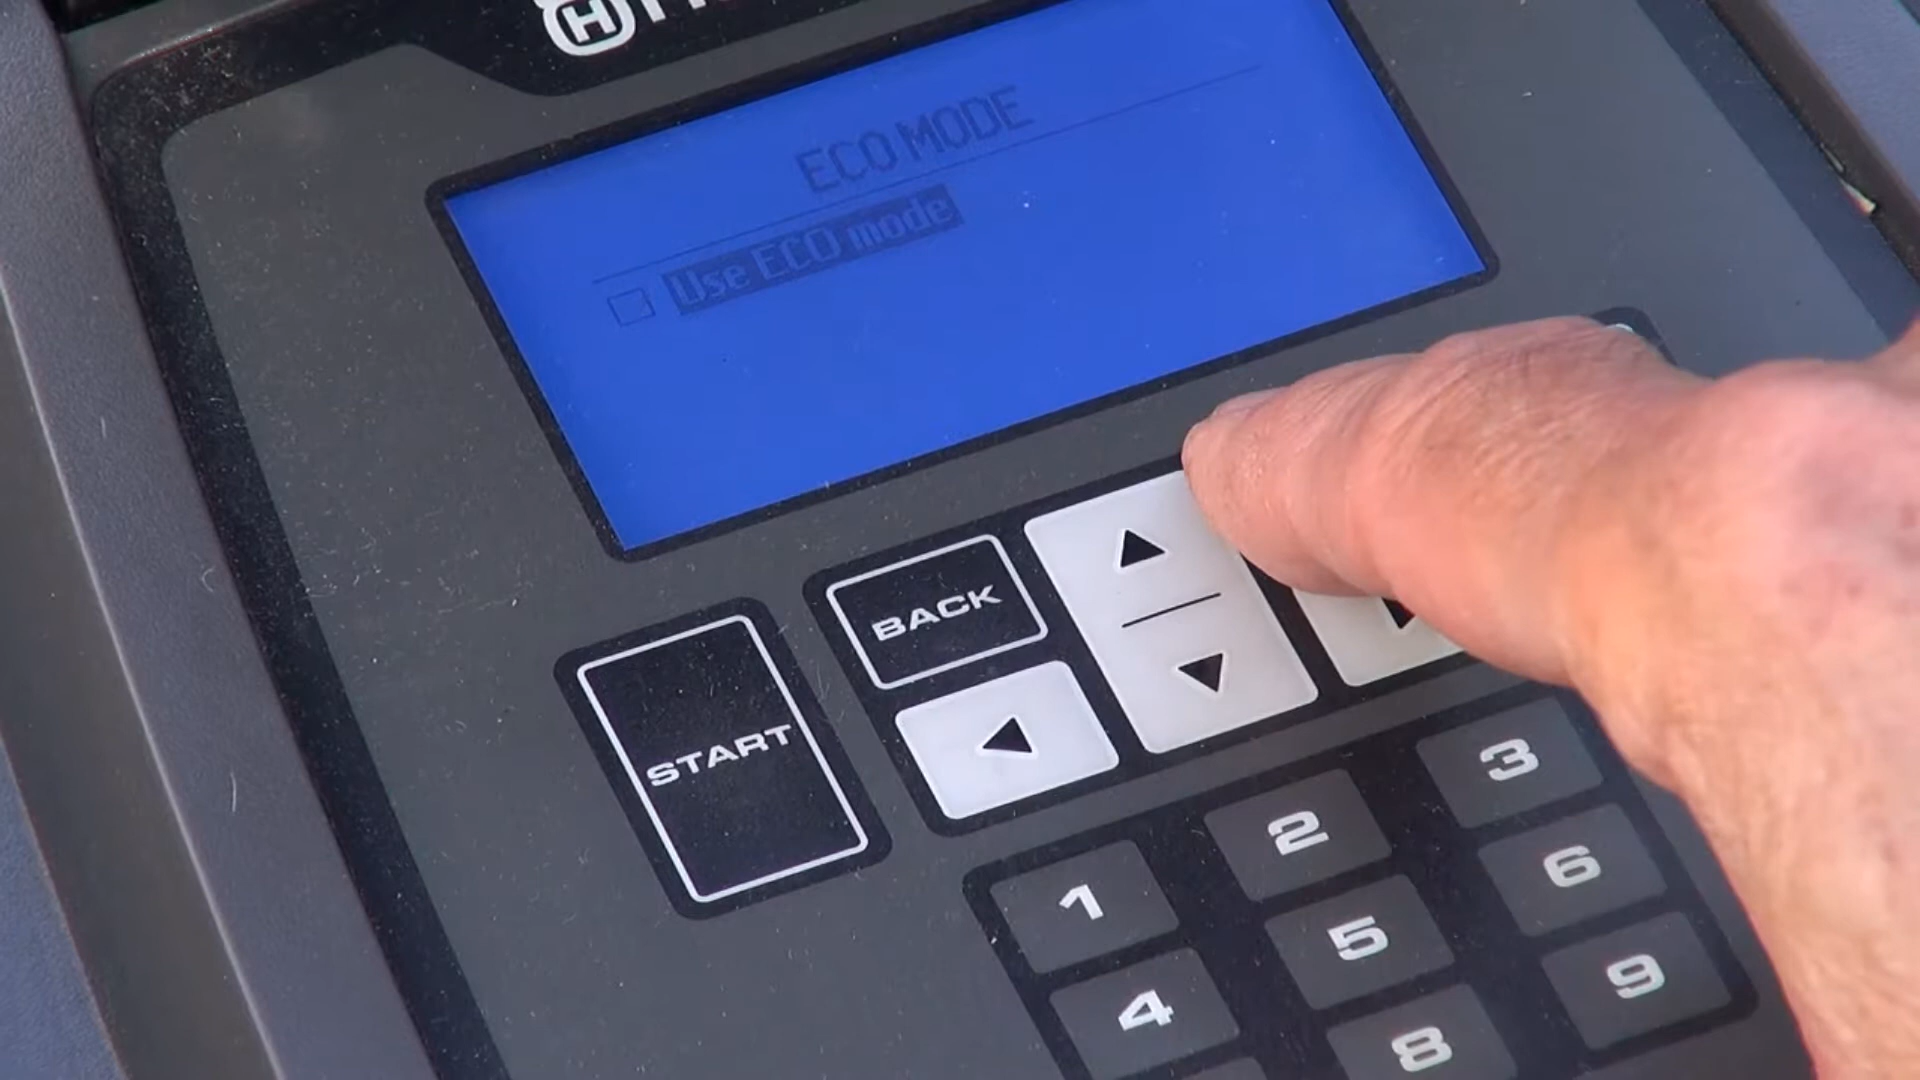 H
ECO MODE
Use ECO mode
BACK
START
1 2 3
4 5 6
8 9